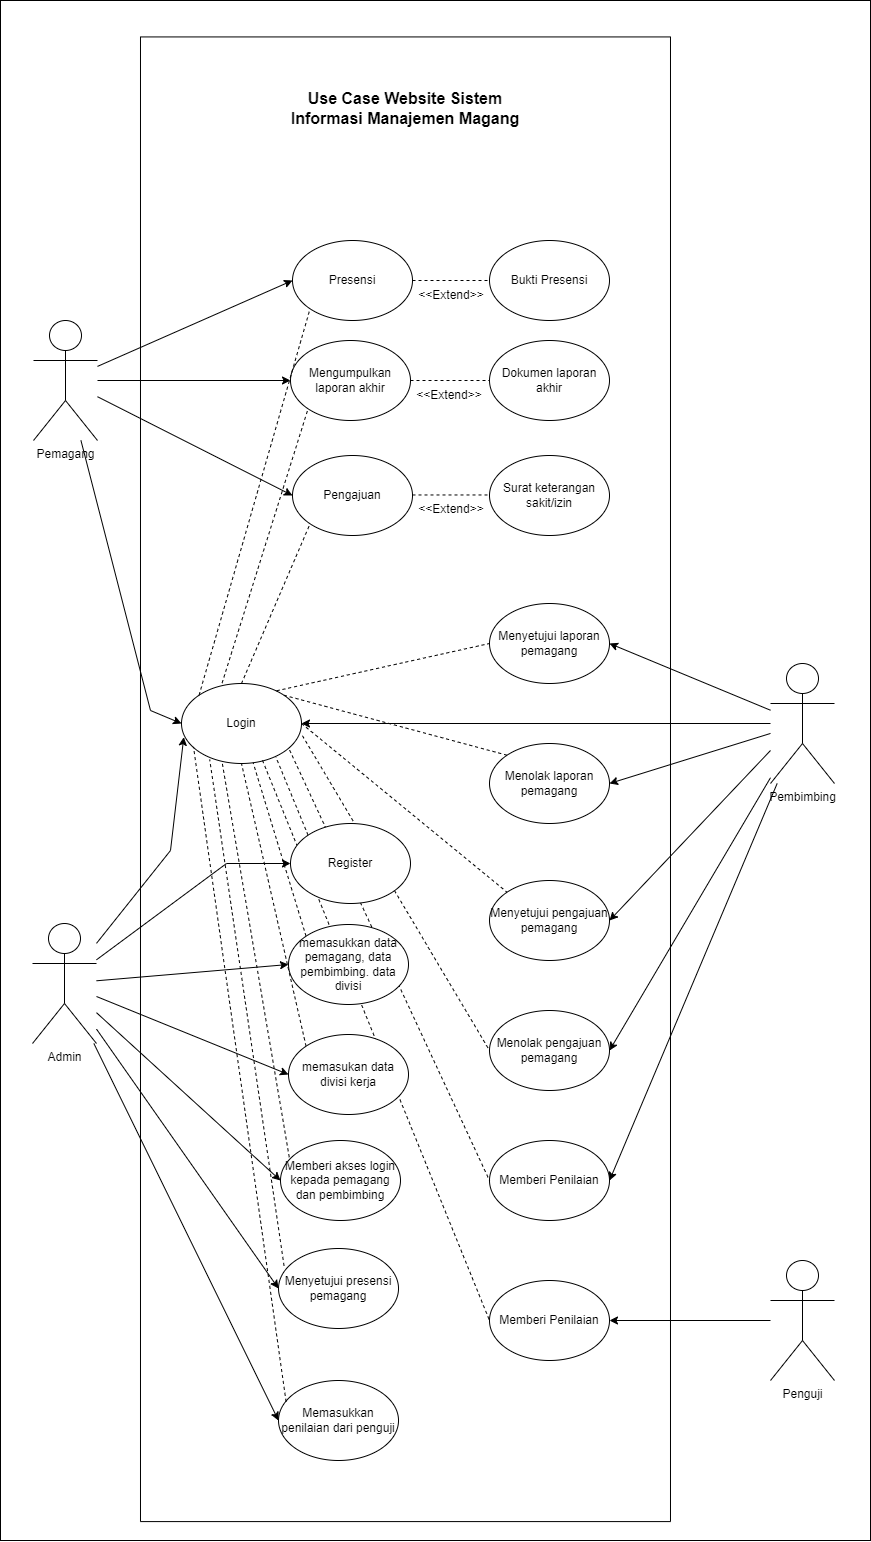 Use Case Website Sistem
Informasi Manajemen Magang
Presensi
Bukti Presensi
<<Extend>>
Mengumpulkan
laporan akhir
Dokumen laporan
akhir
<<Extend>>
Pemagang
Pengajuan
Surat keterangan
sakit/izin
<<Extend>>
Menyetujui laporan
pemagang
Login
Menolak laporan
pemagang
Pembimbing
Register
Menyetujui pengajuan
pemagang
memasukkan data
pemagang, data
pembimbing. data
divisi
Menolak pengajuan
pemagang
Admin
memasukan data
divisi kerja
Memberi akses login
kepada pemagang
dan pembimbing
Memberi Penilaian
Menyetujui presensi
pemagang
Memberi Penilaian
Penguji
Memasukkan
penilaian dari penguji